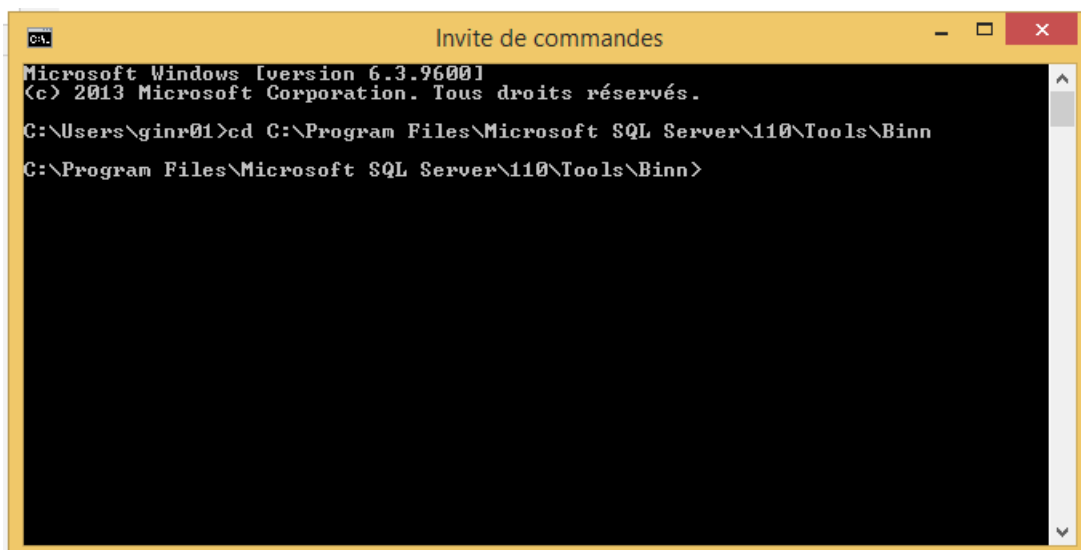 Invite de commandes
Microsoft Windows [version 6.3.9600]
(c) 2013 Microsoft Corporation. Tous droits réservés.
C:\Users\ginr01>cd C:\Program Files\Microsoft SQL Server\110\Tools\Binn
C:\Program Files\Microsoft SQL Server\110\Tools\Binn>